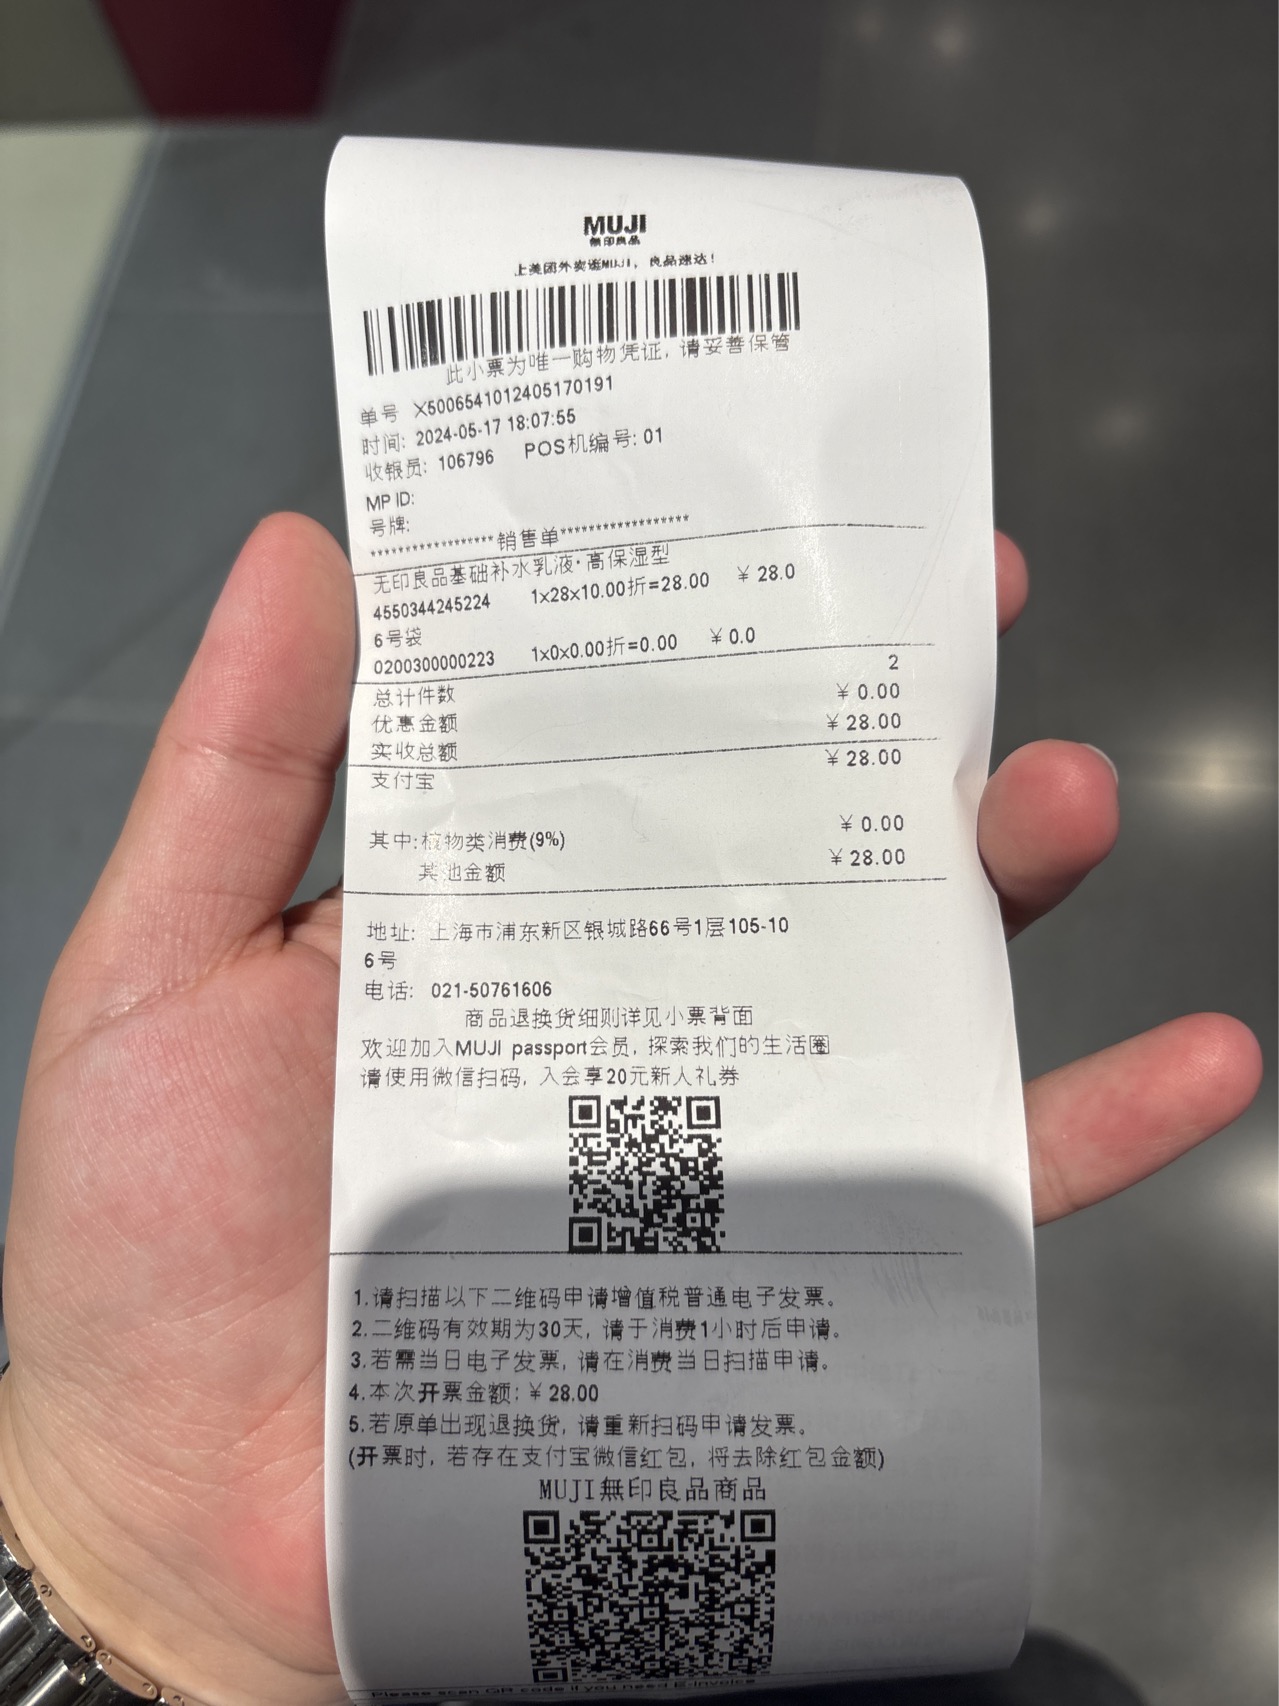 MUJI
無印良品
上美团外卖逛MUJI，良品速达！
此小票为唯一购物凭证，请妥善保管
单号 X5006541012405170191
时间: 2024-05-17 18:07:55
收银员: 106796 POS机编号: 01
MP ID:
号牌:
*****************销售单******************
无印良品基础补水乳液·高保湿型
4550344245224 1x28x10.00折=28.00 ￥28.0
6号袋
0200300000223 1x0x0.00折=0.00 ￥0.0
总计件数 2
优惠金额 ￥0.00
实收总额 ￥28.00
支付宝 ￥28.00
其中:植物类消费(9%) ￥0.00
其他金额 ￥28.00
地址: 上海市浦东新区银城路66号1层105-10
6号
电话: 021-50761606
商品退换货细则详见小票背面
欢迎加入MUJI passport会员, 探索我们的生活圈
请使用微信扫码, 入会享20元新人礼券
1.请扫描以下二维码申请增值税普通电子发票。
2.二维码有效期为30天, 请于消费1小时后申请。
3.若需当日电子发票, 请在消费当日扫描申请。
4.本次开票金额: ￥28.00
5.若原单出现退换货, 请重新扫码申请发票。
(开票时, 若存在支付宝微信红包, 将去除红包金额)
MUJI無印良品商品
Please scan QR code if you need E-invoice